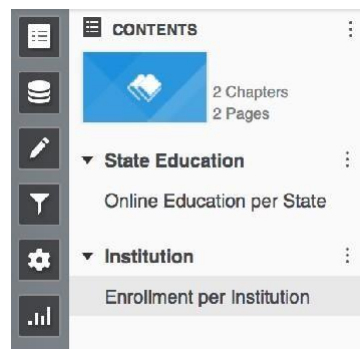 CONTENTS
2 Chapters
2 Pages
State Education
Online Education per State
Institution
Enrollment per Institution